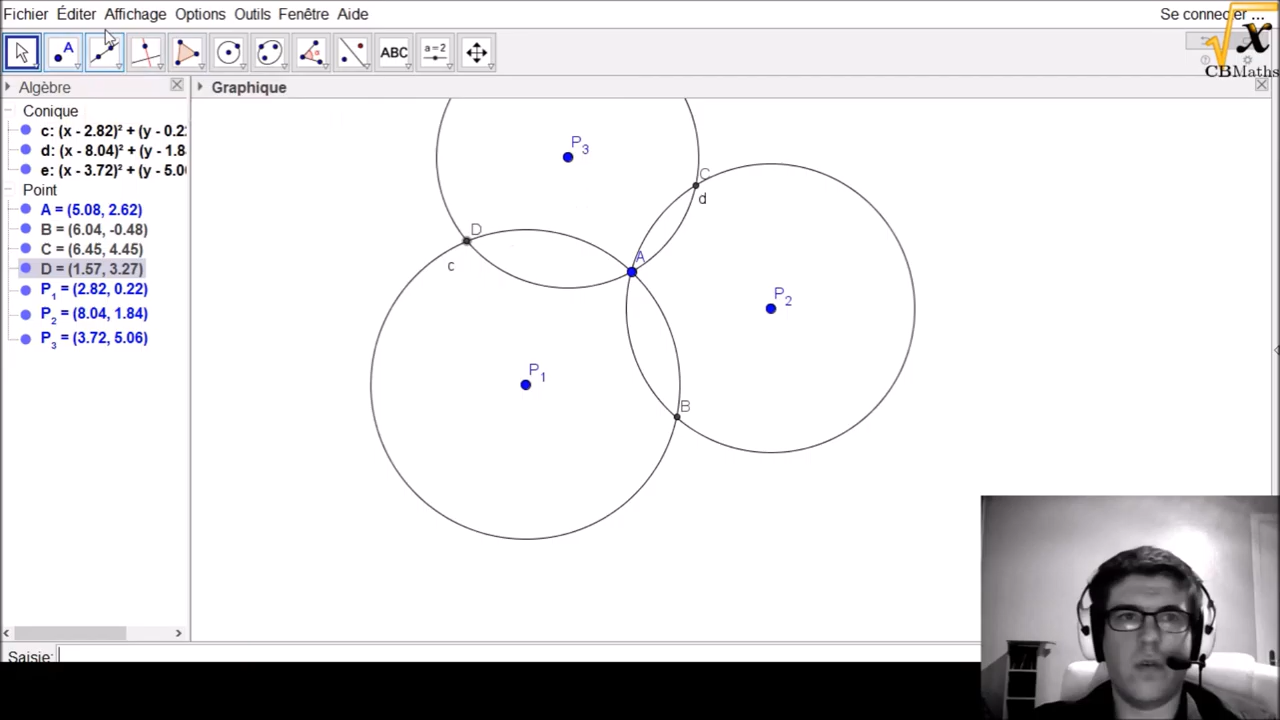 Fichier Éditer Affichage Options Outils Fenêtre Aide Se connecter ...
A ABC a=2
x
CBMaths
Algèbre Graphique
Conique
c: (x - 2.82)² + (y - 0.22
d: (x - 8.04)² + (y - 1.8
e: (x - 3.72)² + (y - 5.06
Point
A = (5.08, 2.62)
B = (6.04, -0.48)
C = (6.45, 4.45)
D = (1.57, 3.27)
P1 = (2.82, 0.22)
P2 = (8.04, 1.84)
P3 = (3.72, 5.06)
P3
C
d
D
c
A
P2
P1
B
Saisie: